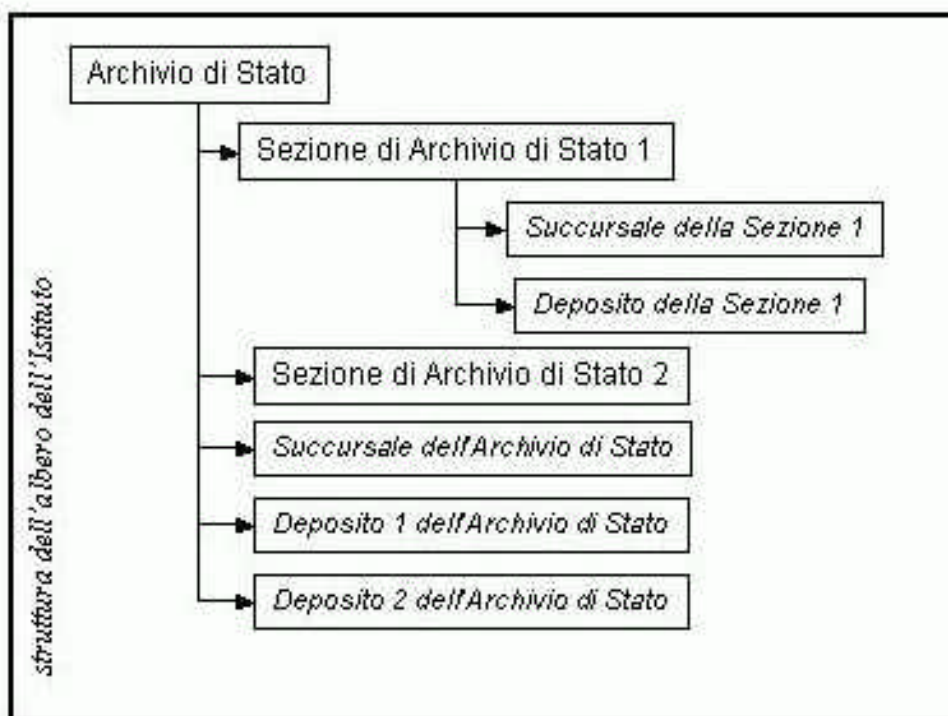 Archivio di Stato
Sezione di Archivio di Stato 1
Succursale della Sezione 1
Deposito della Sezione 1
Sezione di Archivio di Stato 2
Succursale dell'Archivio di Stato
Deposito 1 dell'Archivio di Stato
Deposito 2 dell'Archivio di Stato
struttura dell'albero dell'Istituto